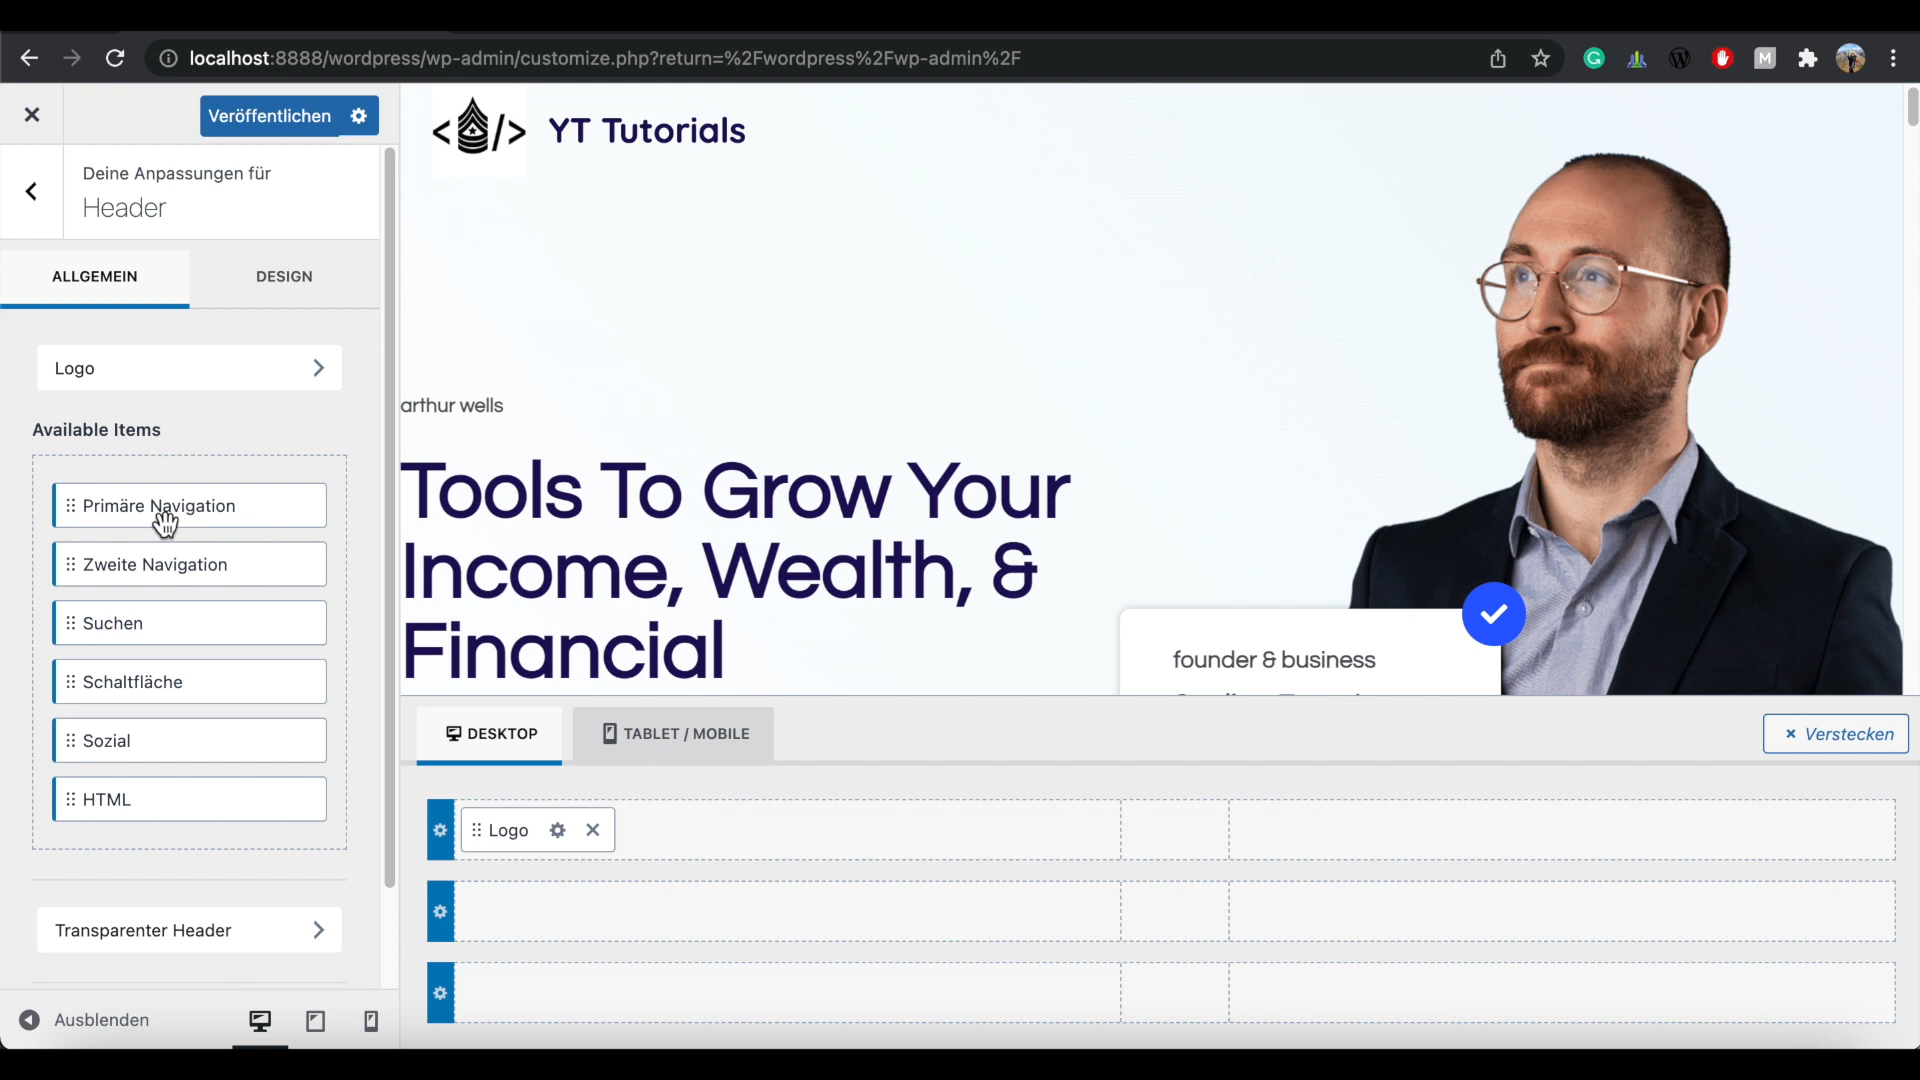 localhost:8888/wordpress/wp-admin/customize.php?return=%2Fwordpress%2Fwp-admin%2F
M
Veröffentlichen
Deine Anpassungen für
Header
ALLGEMEIN
DESIGN
Logo
Available Items
Primäre Navigation
Zweite Navigation
Suchen
Schaltfläche
Sozial
HTML
Transparenter Header
Ausblenden
YT Tutorials
arthur wells
Tools To Grow Your
Income, Wealth, &
Financial
founder & business
DESKTOP
TABLET / MOBILE
Verstecken
Logo